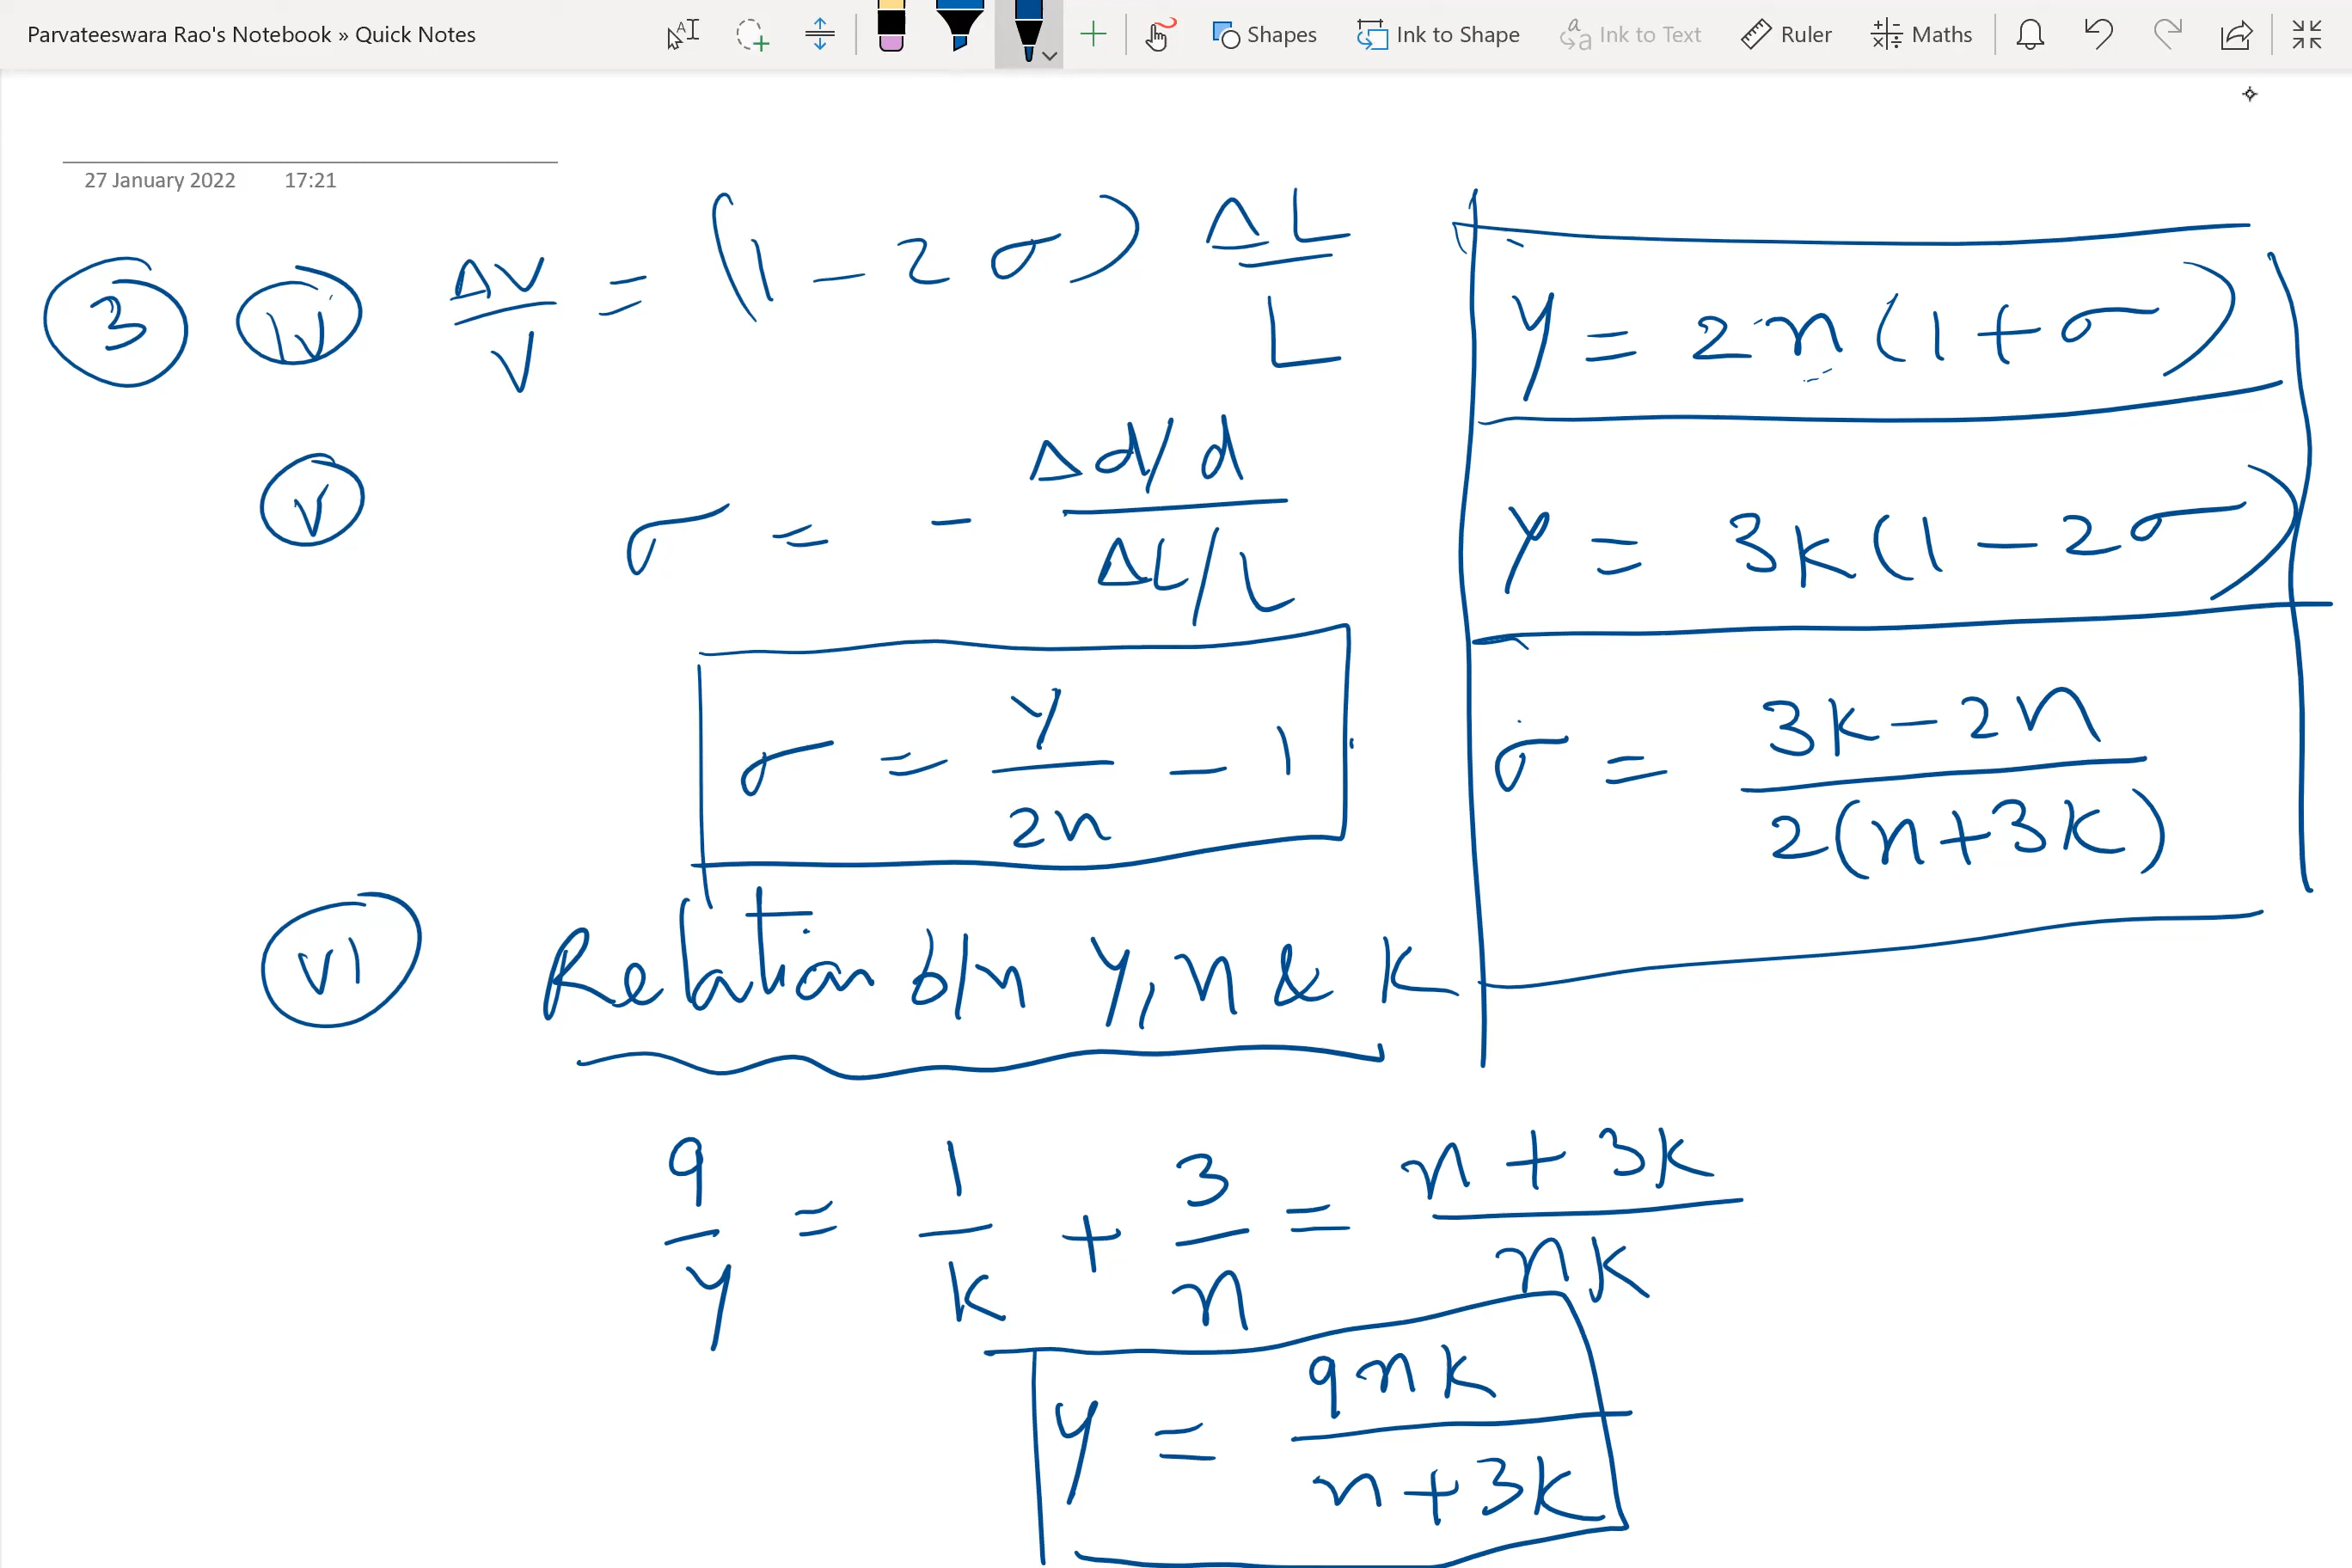 Parvateeswara Rao's Notebook » Quick Notes
Shapes Ink to Shape Ink to Text Ruler Maths
27 January 2022 17:21
3 iv ΔV/V = (1 - 2σ) ΔL/L
v σ = - (Δd/d)/(ΔL/L)
σ = Y/2n - 1
Y = 2n(1+σ)
Y = 3k(1-2σ)
σ = (3k-2n)/2(n+3k)
vi Relation b/n Y, n & K
9/Y = 1/k + 3/n = (n+3k)/nk
Y = 9nk/(n+3k)